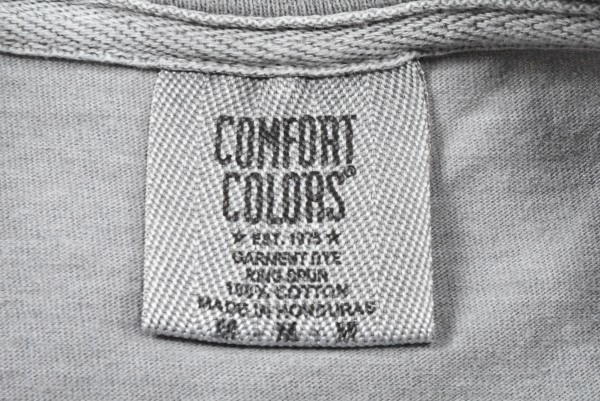 COMFORT
COLORS®
★ EST. 1975 ★
GARMENT DYE
RING SPUN
100% COTTON
MADE IN HONDURAS
M - M - M